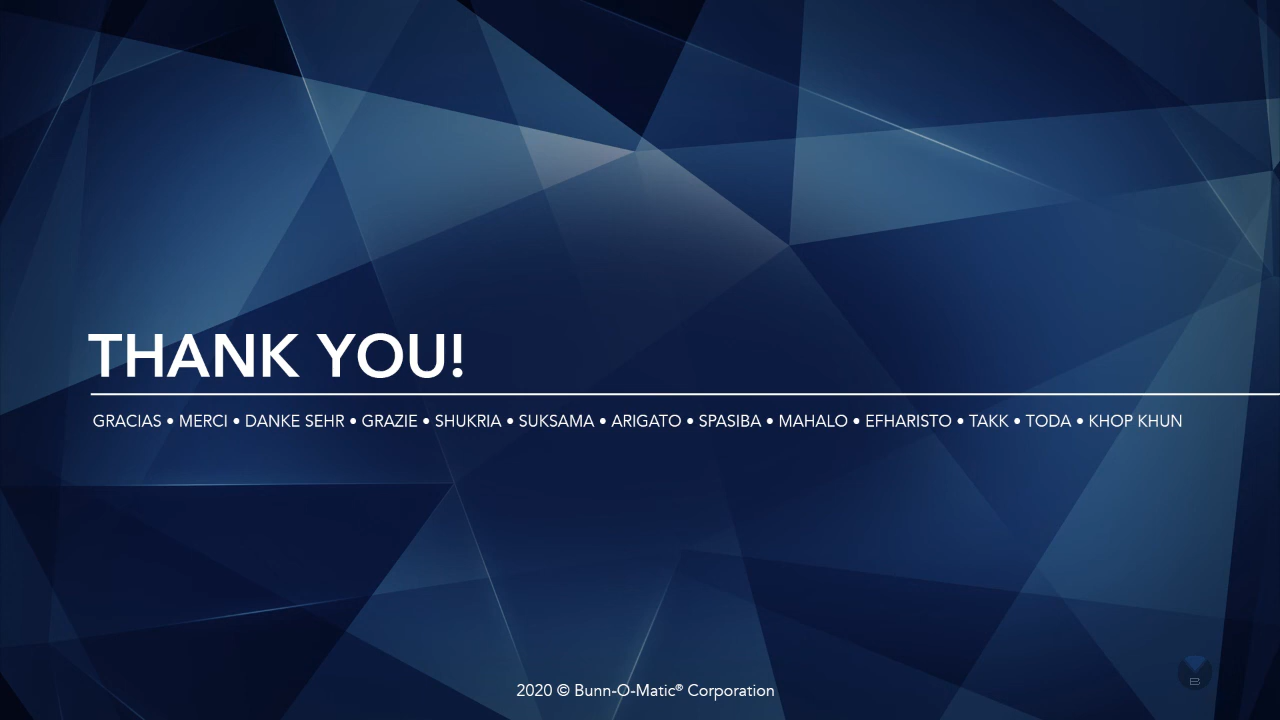 THANK YOU!
GRACIAS • MERCI • DANKE SEHR • GRAZIE • SHUKRIA • SUKSAMA • ARIGATO • SPASIBA • MAHALO • EFHARISTO • TAKK • TODA • KHOP KHUN
2020 © Bunn-O-Matic® Corporation
B